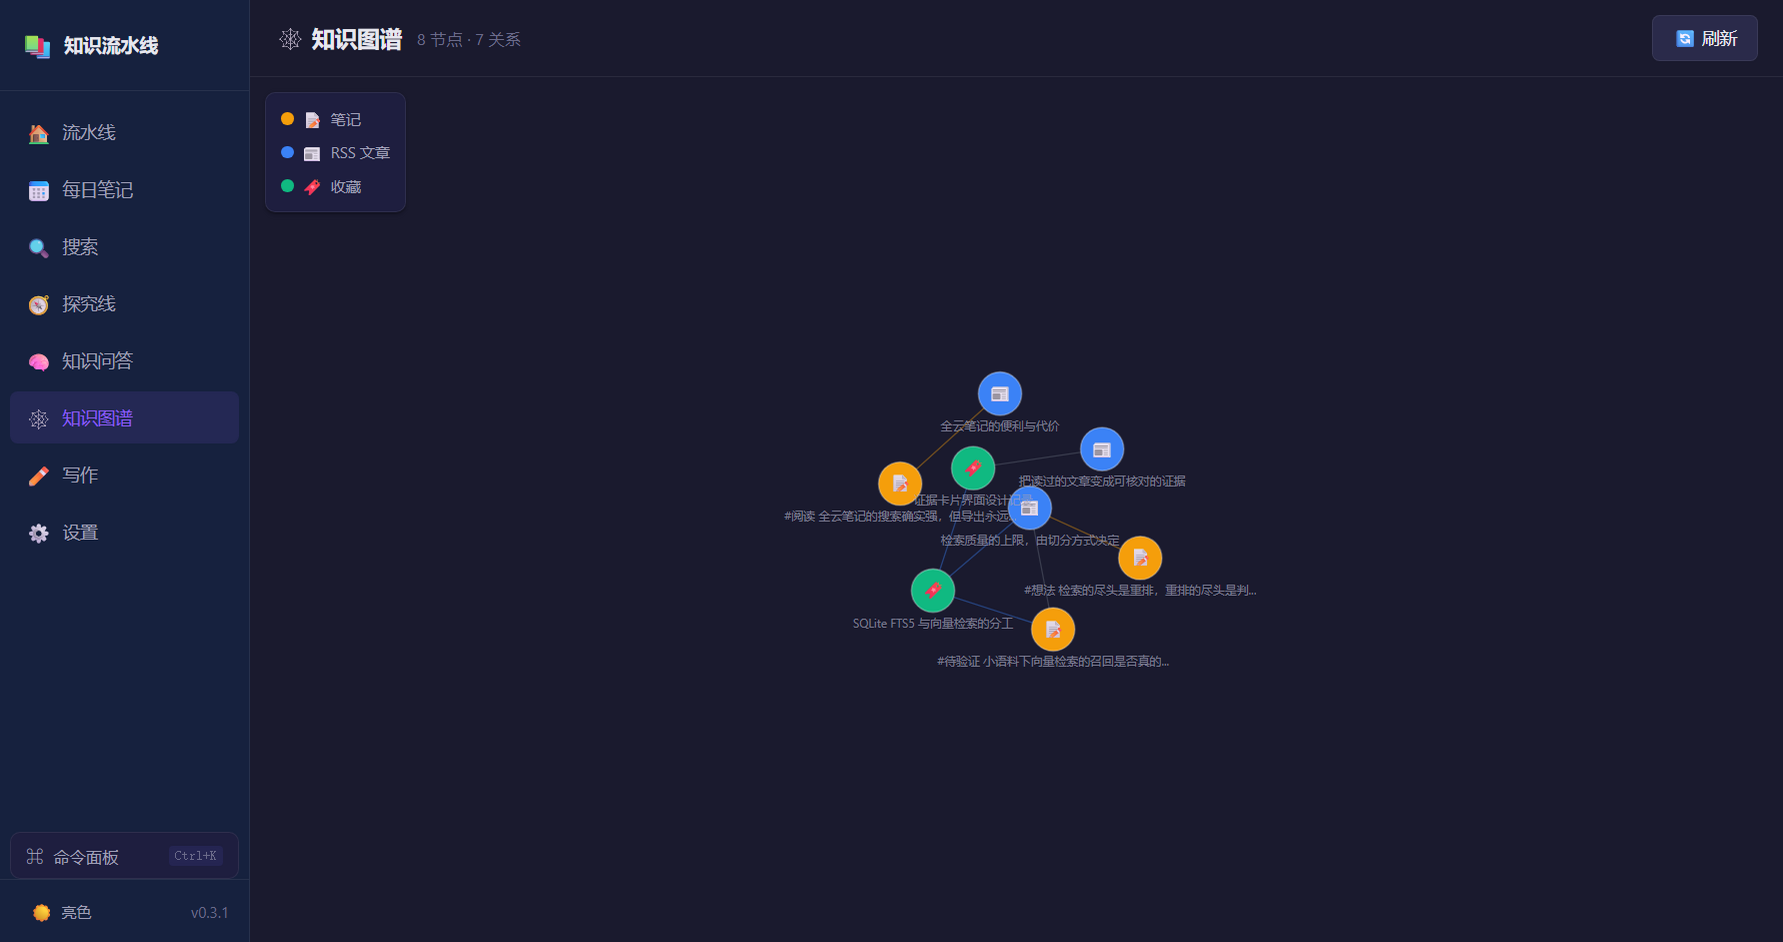 知识流水线
流水线
每日笔记
搜索
探究线
知识问答
知识图谱
写作
设置
命令面板 Ctrl+K
亮色 v0.3.1
知识图谱 8 节点 · 7 关系
刷新
笔记
RSS 文章
收藏
全云笔记的便利与代价
把读过的文章变成可核对的证据
证据卡片界面设计记录
#阅读 全云笔记的搜索确实强，但导出永远
检索质量的上限，由切分方式决定
#想法 检索的尽头是重排，重排的尽头是判...
SQLite FTS5 与向量检索的分工
#待验证 小语料下向量检索的召回是否真的...